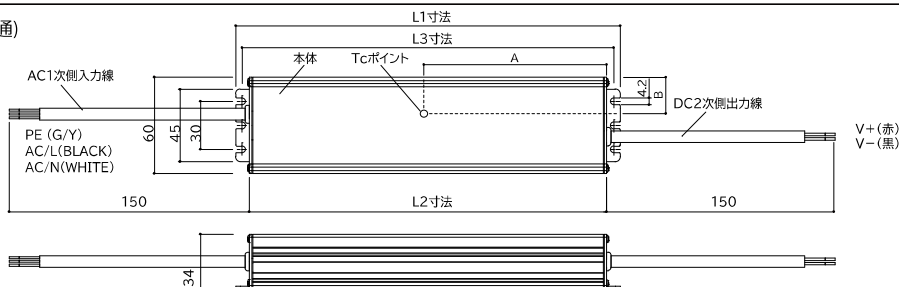 通)
L1寸法
L3寸法
本体
Tcポイント
A
AC1次側入力線
4.2
B
DC2次側出力線
60
45
30
PE (G/Y)
AC/L(BLACK)
AC/N(WHITE)
V+(赤)
V−(黒)
150
L2寸法
150
34